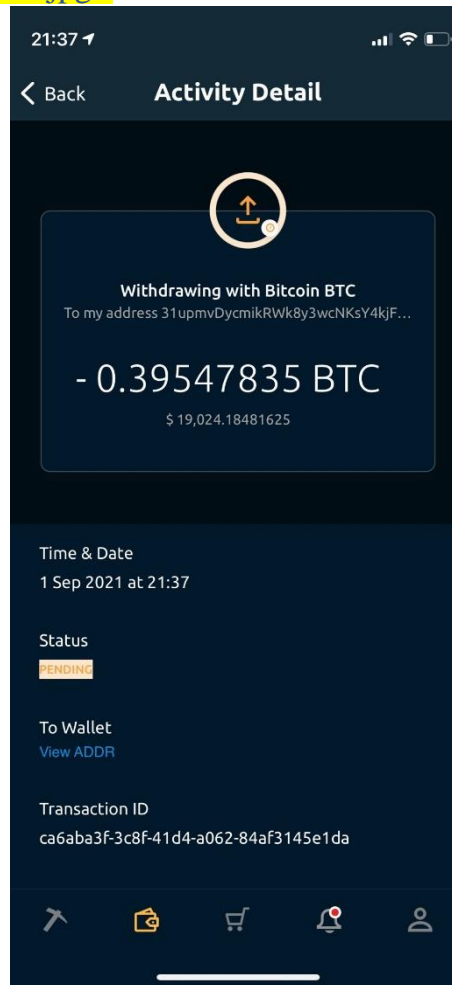 jpg
21:37
Back
Activity Detail
Withdrawing with Bitcoin BTC
To my address 31upmvDycmikRWk8y3wcNKsY4kjF...
- 0.39547835 BTC
$ 19,024.18481625
Time & Date
1 Sep 2021 at 21:37
Status
PENDING
To Wallet
View ADDR
Transaction ID
ca6aba3f-3c8f-41d4-a062-84af3145e1da